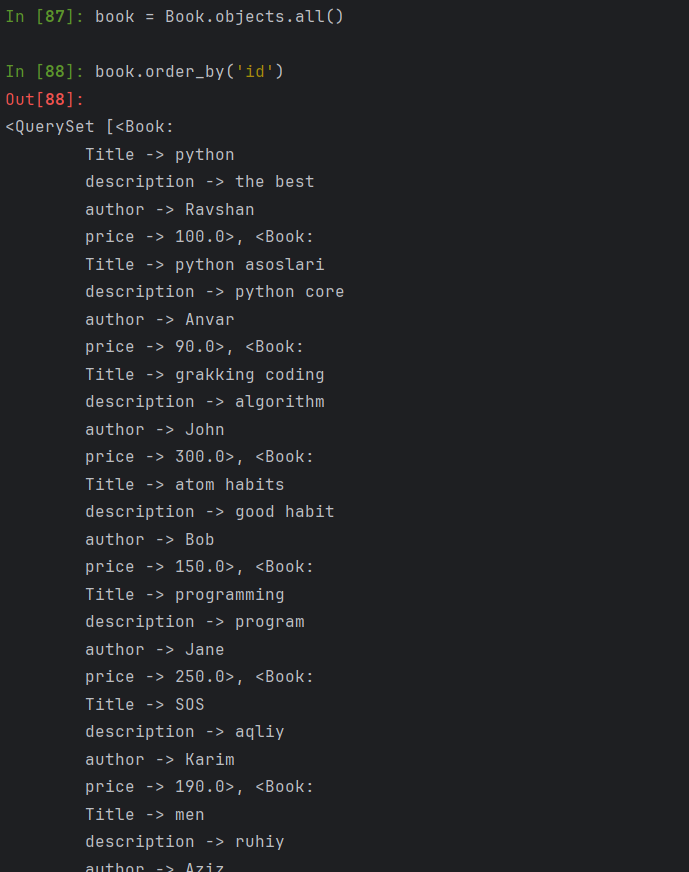 In [87]: book = Book.objects.all()
In [88]: book.order_by('id')
Out[88]:
<QuerySet [<Book:
Title -> python
description -> the best
author -> Ravshan
price -> 100.0>, <Book:
Title -> python asoslari
description -> python core
author -> Anvar
price -> 90.0>, <Book:
Title -> grakking coding
description -> algorithm
author -> John
price -> 300.0>, <Book:
Title -> atom habits
description -> good habit
author -> Bob
price -> 150.0>, <Book:
Title -> programming
description -> program
author -> Jane
price -> 250.0>, <Book:
Title -> SOS
description -> aqliy
author -> Karim
price -> 190.0>, <Book:
Title -> men
description -> ruhiy
author -> Aziz